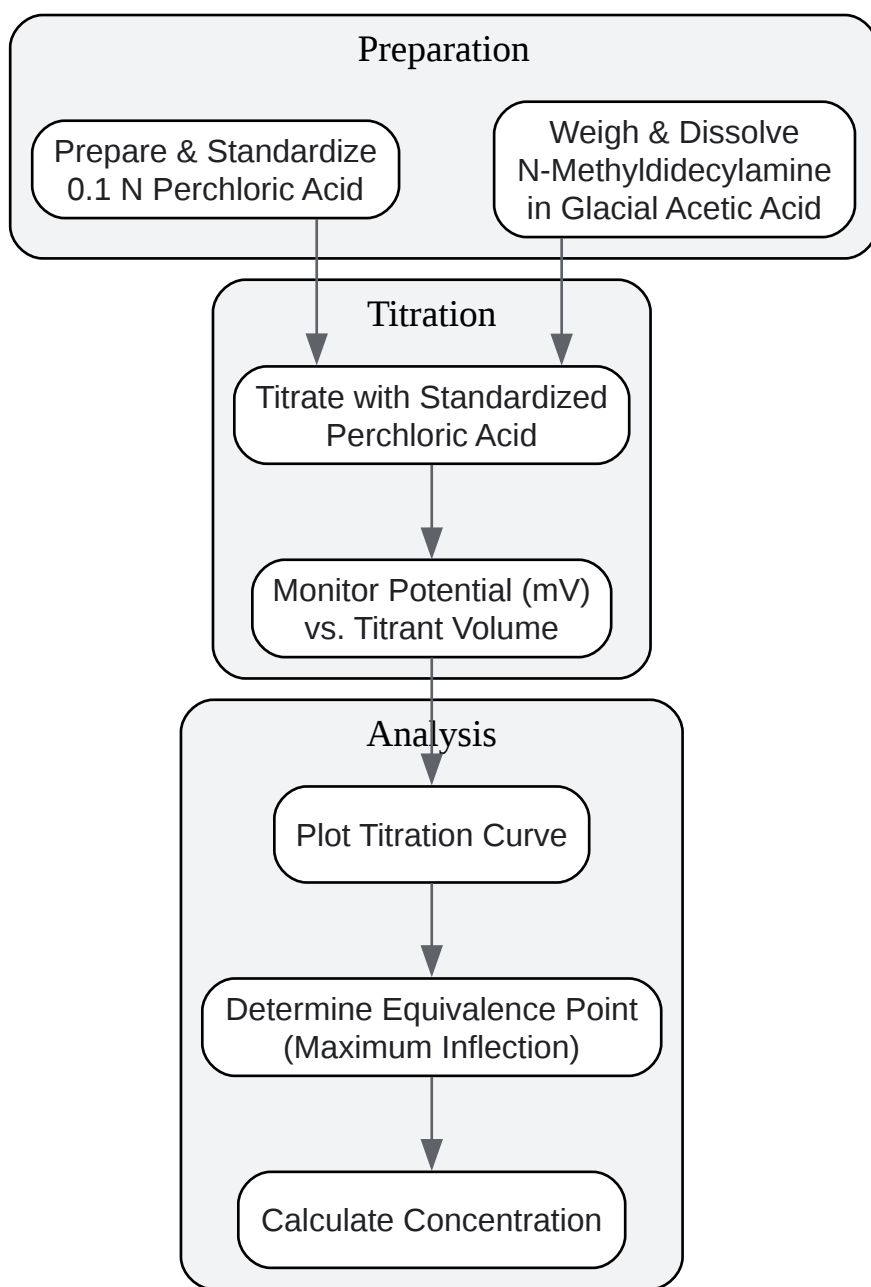 Preparation
Prepare & Standardize
0.1 N Perchloric Acid
Weigh & Dissolve
N-Methyldidecylamine
in Glacial Acetic Acid
Titration
Titrate with Standardized
Perchloric Acid
Monitor Potential (mV)
vs. Titrant Volume
Analysis
Plot Titration Curve
Determine Equivalence Point
(Maximum Inflection)
Calculate Concentration